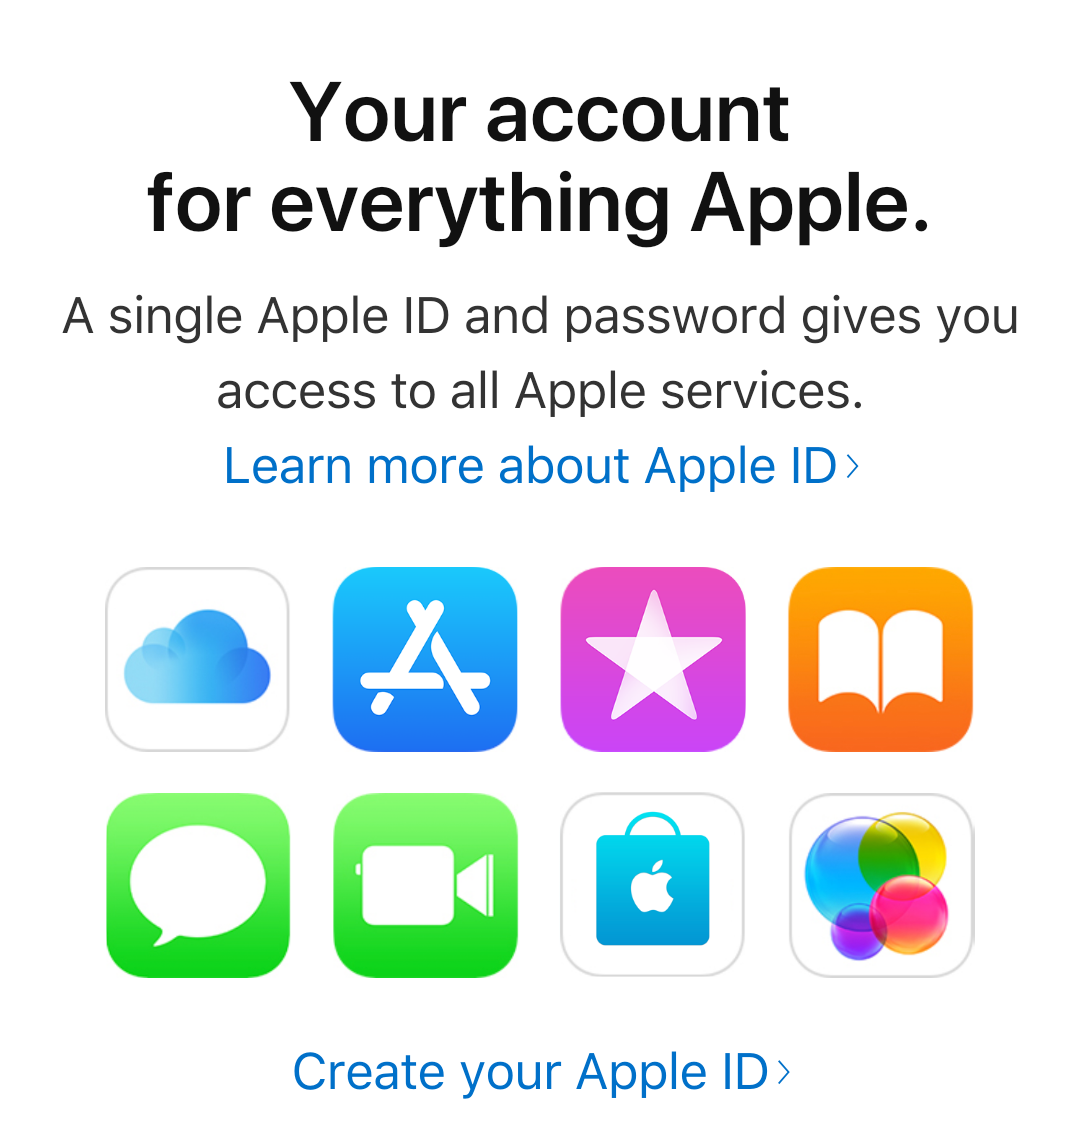 Your account
for everything Apple.
A single Apple ID and password gives you
access to all Apple services.
Learn more about Apple ID›
Create your Apple ID›